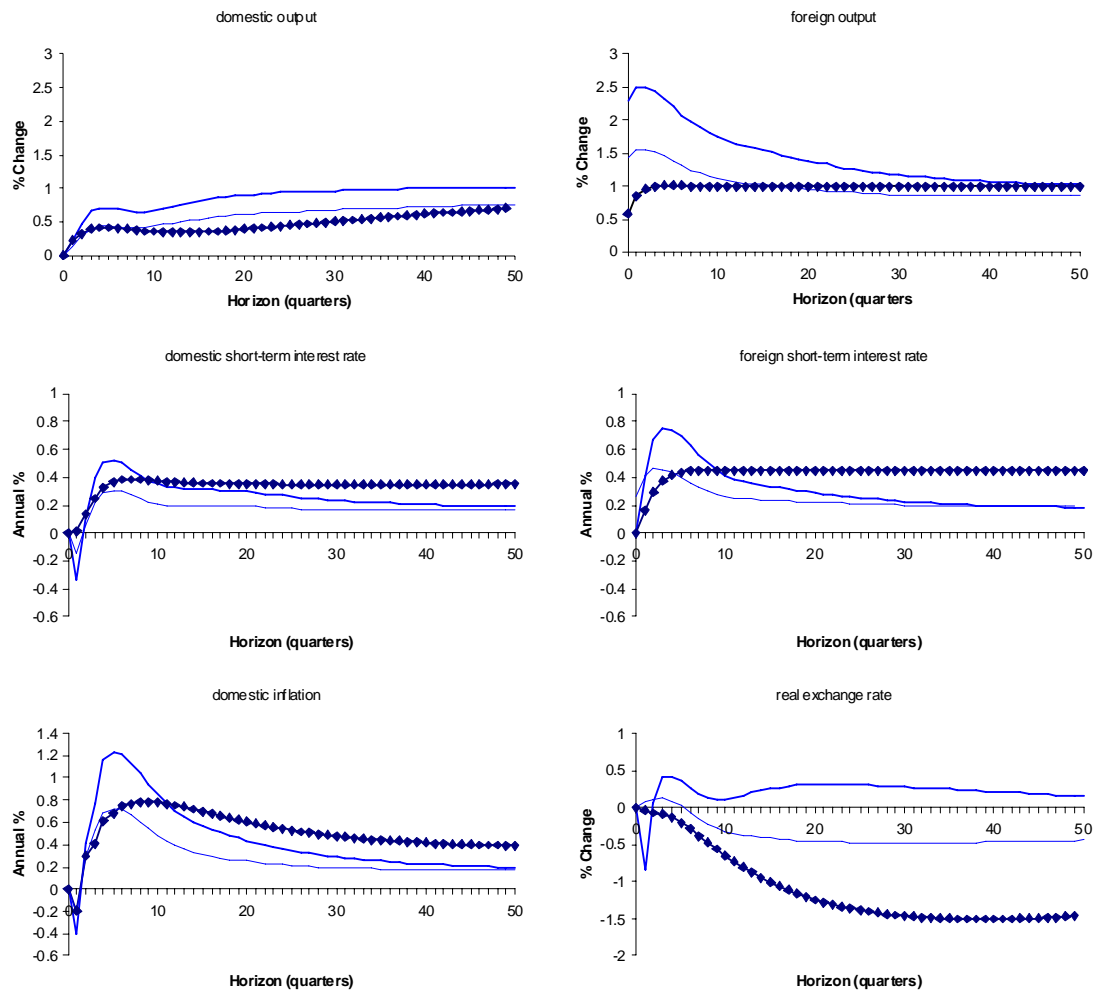 domestic output
3
2.5
2
1.5
1
0.5
0
% Change
0 10 20 30 40 50
Horizon (quarters)
foreign output
3
2.5
2
1.5
1
0.5
0
% Change
0 10 20 30 40 50
Horizon (quarters
domestic short-term interest rate
1
0.8
0.6
0.4
0.2
0
-0.2
-0.4
-0.6
Annual %
0 10 20 30 40 50
Horizon (quarters)
foreign short-term interest rate
1
0.8
0.6
0.4
0.2
0
-0.2
-0.4
-0.6
Annual %
0 10 20 30 40 50
Horizon (quarters)
domestic inflation
1.4
1.2
1
0.8
0.6
0.4
0.2
0
-0.2
-0.4
-0.6
Annual %
0 10 20 30 40 50
Horizon (quarters)
real exchange rate
1
0.5
0
-0.5
-1
-1.5
-2
% Change
0 10 20 30 40 50
Horizon (quarters)